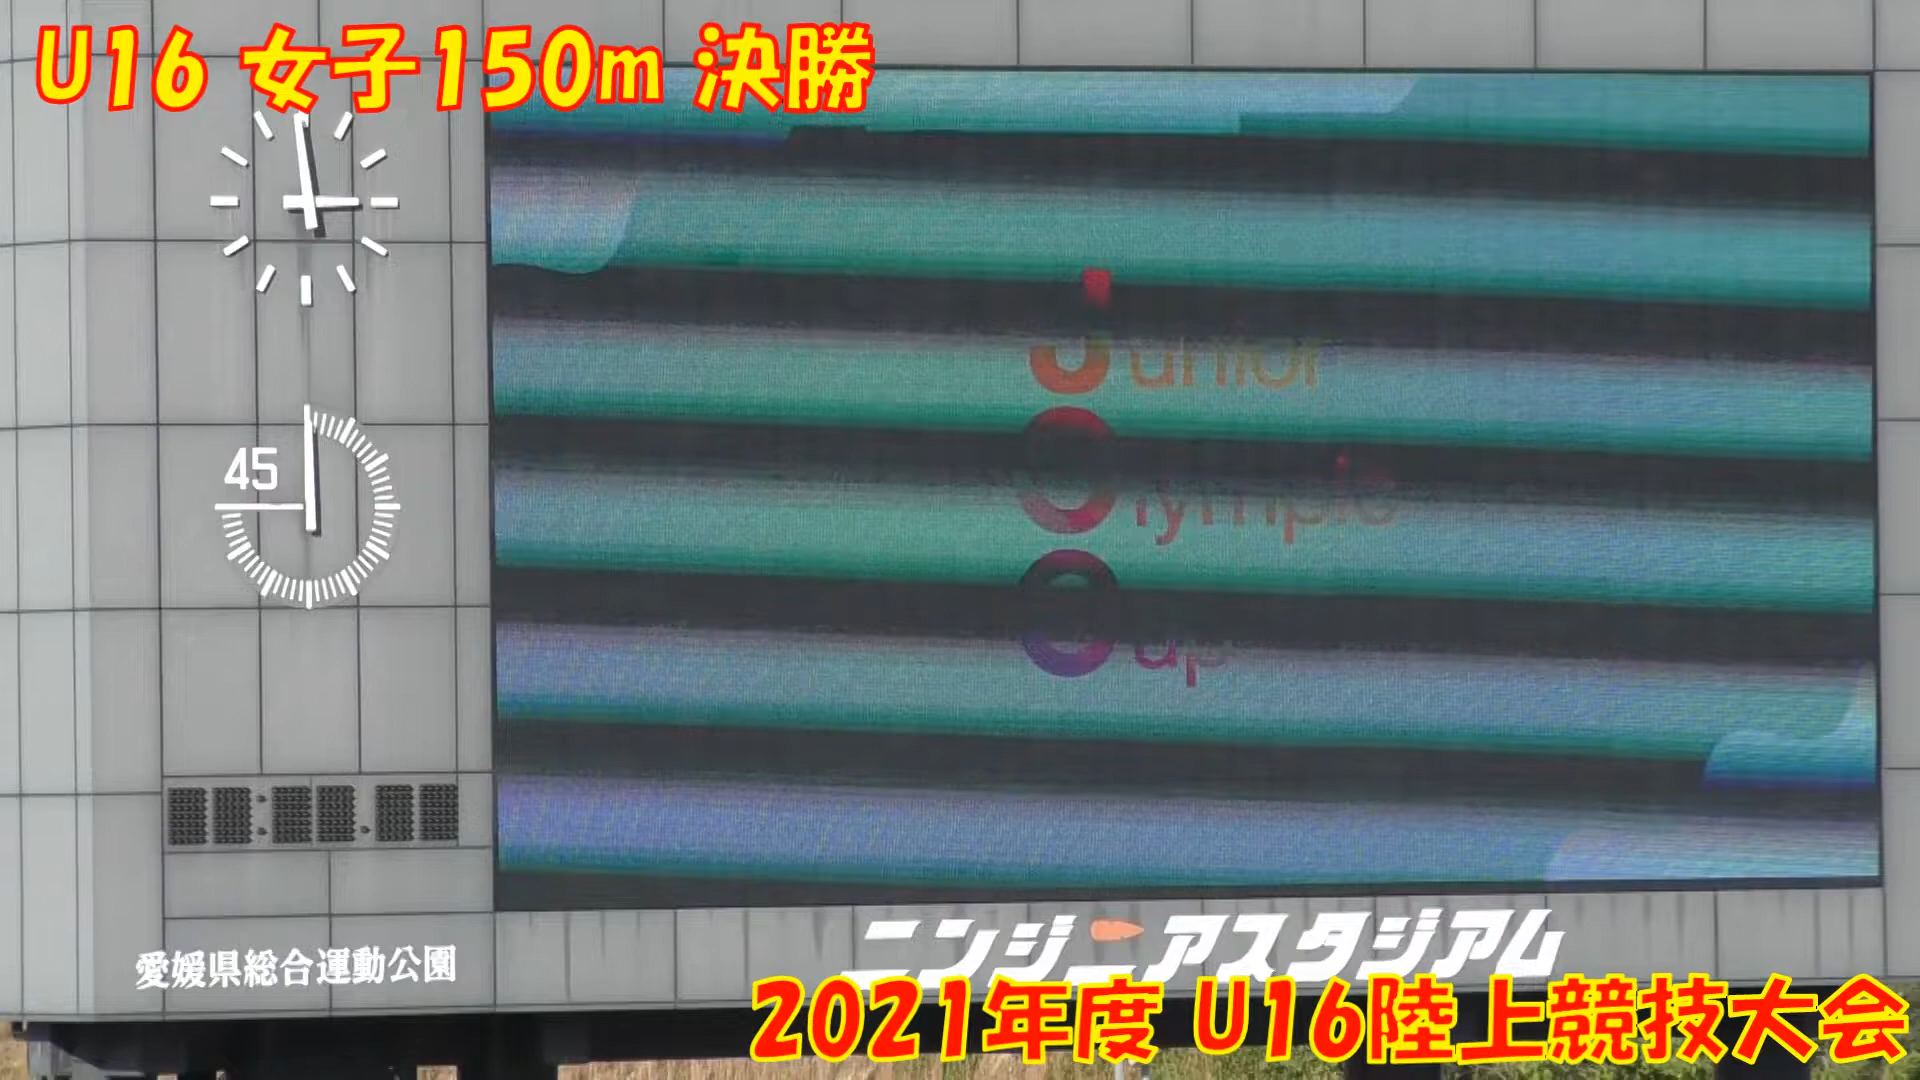 U16 女子150m 決勝
45
Junior
Olympic
Cup
愛媛県総合運動公園
ニンジニアスタジアム
2021年度 U16陸上競技大会